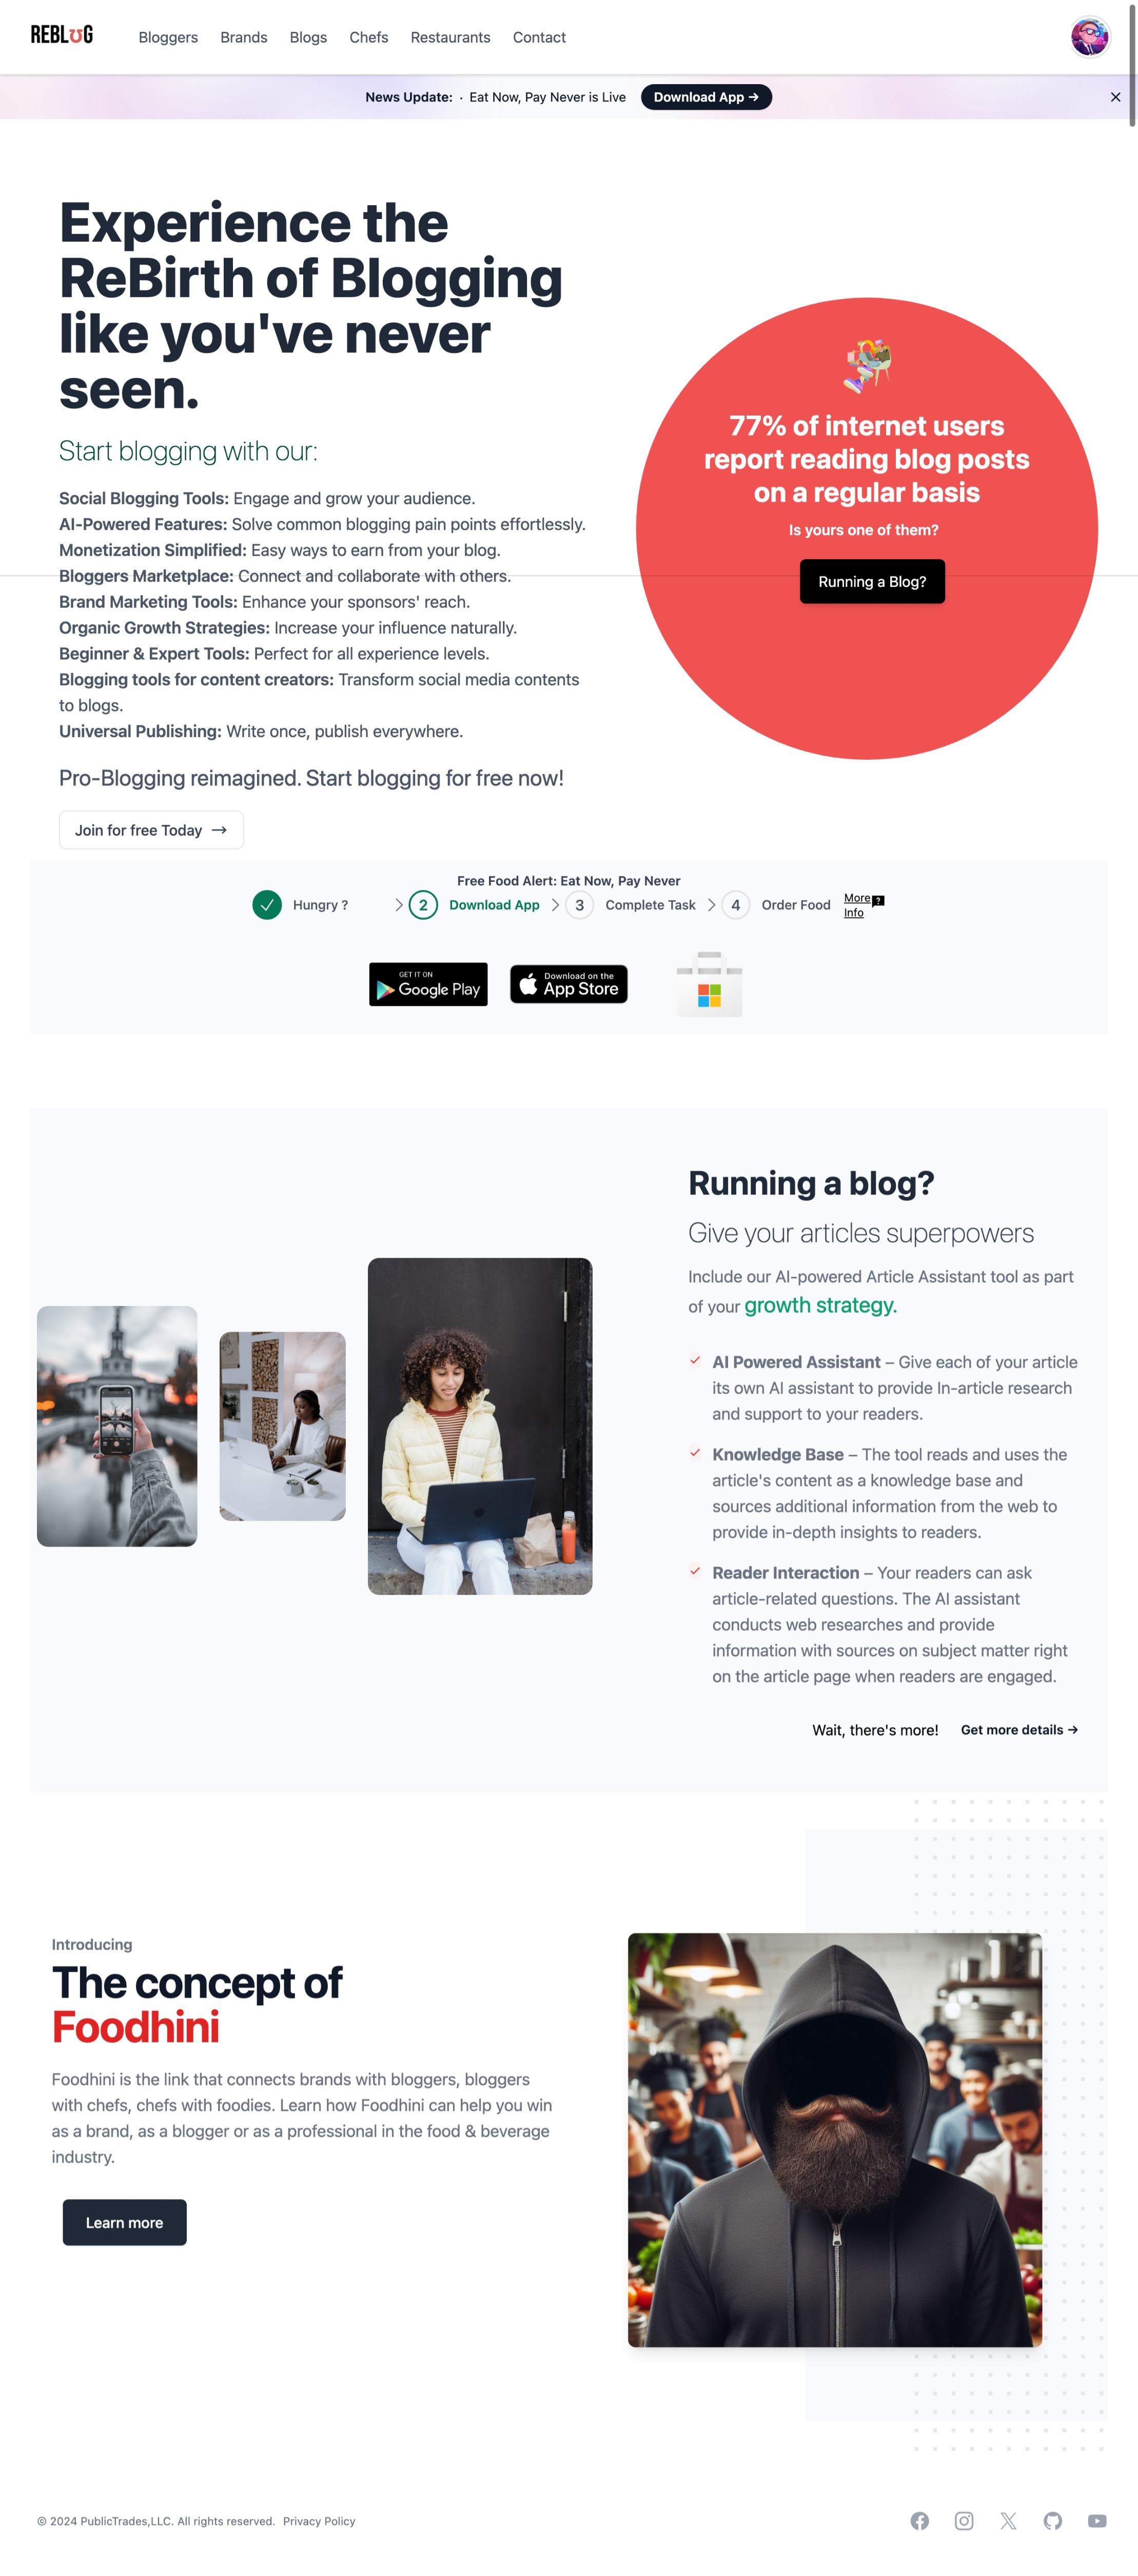 REBLOG
Bloggers Brands Blogs Chefs Restaurants Contact
News Update: · Eat Now, Pay Never is Live Download App →
Experience the
ReBirth of Blogging
like you've never
seen.
Start blogging with our:
Social Blogging Tools: Engage and grow your audience.
AI-Powered Features: Solve common blogging pain points effortlessly.
Monetization Simplified: Easy ways to earn from your blog.
Bloggers Marketplace: Connect and collaborate with others.
Brand Marketing Tools: Enhance your sponsors' reach.
Organic Growth Strategies: Increase your influence naturally.
Beginner & Expert Tools: Perfect for all experience levels.
Blogging tools for content creators: Transform social media contents
to blogs.
Universal Publishing: Write once, publish everywhere.
Pro-Blogging reimagined. Start blogging for free now!
Join for free Today →
77% of internet users
report reading blog posts
on a regular basis
Is yours one of them?
Running a Blog?
Free Food Alert: Eat Now, Pay Never
Hungry ? 2 Download App 3 Complete Task 4 Order Food More
Info
GET IT ON
Google Play
Download on the
App Store
Running a blog?
Give your articles superpowers
Include our AI-powered Article Assistant tool as part
of your growth strategy.
AI Powered Assistant – Give each of your article
its own AI assistant to provide In-article research
and support to your readers.
Knowledge Base – The tool reads and uses the
article's content as a knowledge base and
sources additional information from the web to
provide in-depth insights to readers.
Reader Interaction – Your readers can ask
article-related questions. The AI assistant
conducts web researches and provide
information with sources on subject matter right
on the article page when readers are engaged.
Wait, there's more! Get more details →
Introducing
The concept of
Foodhini
Foodhini is the link that connects brands with bloggers, bloggers
with chefs, chefs with foodies. Learn how Foodhini can help you win
as a brand, as a blogger or as a professional in the food & beverage
industry.
Learn more
© 2024 PublicTrades,LLC. All rights reserved. Privacy Policy